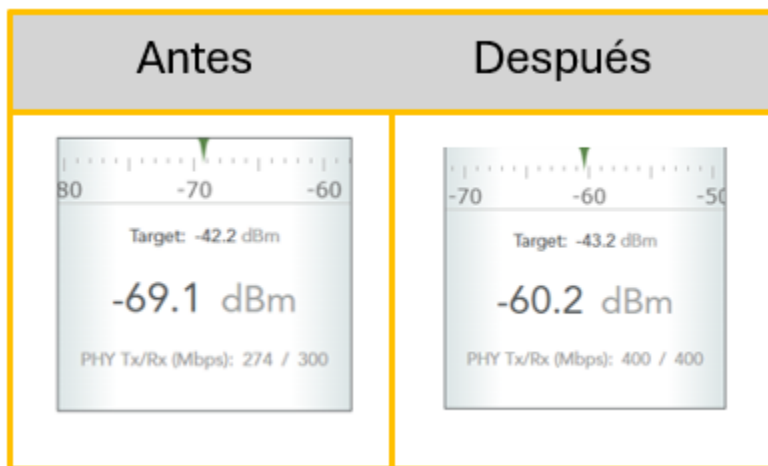 Antes
Después
80 -70 -60
Target: -42.2 dBm
-69.1 dBm
PHY Tx/Rx (Mbps): 274 / 300
-70 -60 -50
Target: -43.2 dBm
-60.2 dBm
PHY Tx/Rx (Mbps): 400 / 400